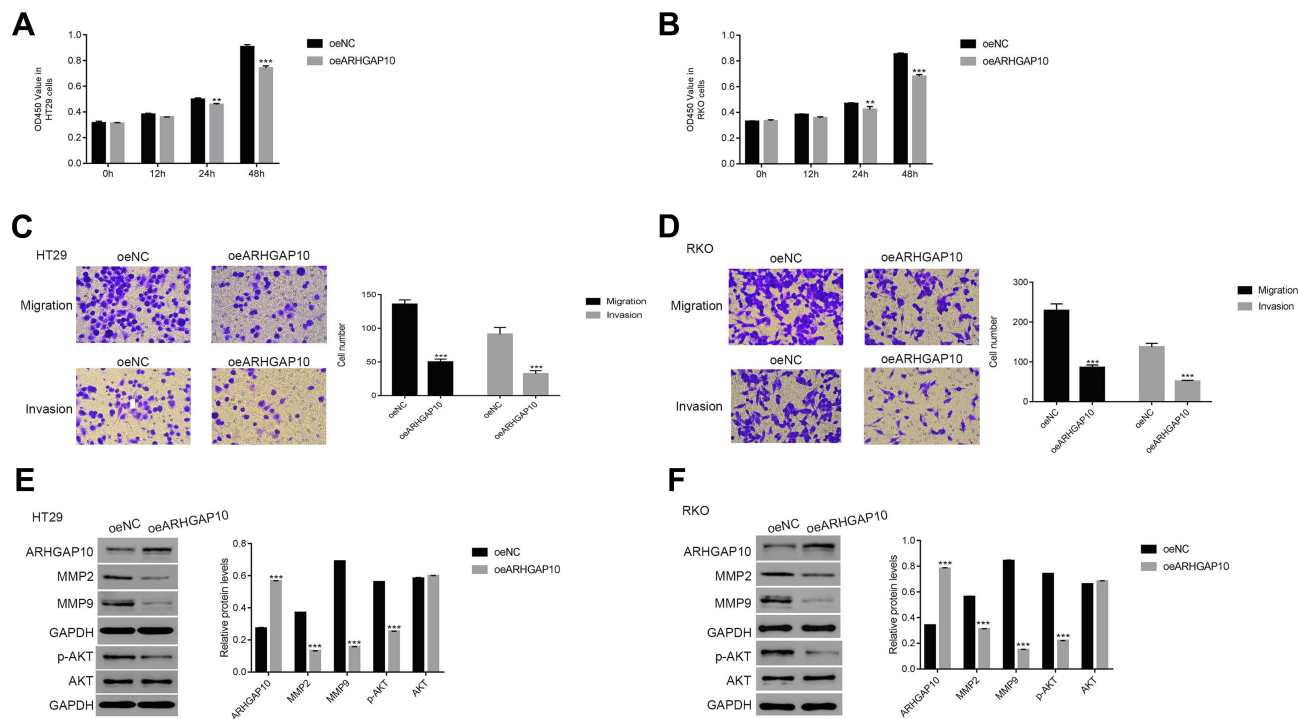 A
OD450 Value in
HT29 cells
1.0
0.8
0.6
0.4
0.2
0.0
**
***
0h
12h
24h
48h
oeNC
oeARHGAP10
B
OD450 Value in
RKO cells
1.0
0.8
0.6
0.4
0.2
0.0
**
***
0h
12h
24h
48h
oeNC
oeARHGAP10
C
HT29
oeNC
oeARHGAP10
Migration
oeNC
oeARHGAP10
Invasion
Cell number
150
100
50
0
***
***
oeNC
oeARHGAP10
oeNC
oeARHGAP10
Migration
Invasion
D
RKO
oeNC
oeARHGAP10
Migration
oeNC
oeARHGAP10
Invasion
Cell number
300
200
100
0
***
***
oeNC
oeARHGAP10
oeNC
oeARHGAP10
Migration
Invasion
E
HT29
oeNC
oeARHGAP10
ARHGAP10
MMP2
MMP9
GAPDH
p-AKT
AKT
GAPDH
Relative protein levels
0.8
0.6
0.4
0.2
0.0
***
***
***
***
ARHGAP10
MMP2
MMP9
p-AKT
AKT
oeNC
oeARHGAP10
F
RKO
oeNC
oeARHGAP10
ARHGAP10
MMP2
MMP9
GAPDH
p-AKT
AKT
GAPDH
Relative protein levels
1.0
0.8
0.6
0.4
0.2
0.0
***
***
***
***
ARHGAP10
MMP2
MMP9
p-AKT
AKT
oeNC
oeARHGAP10